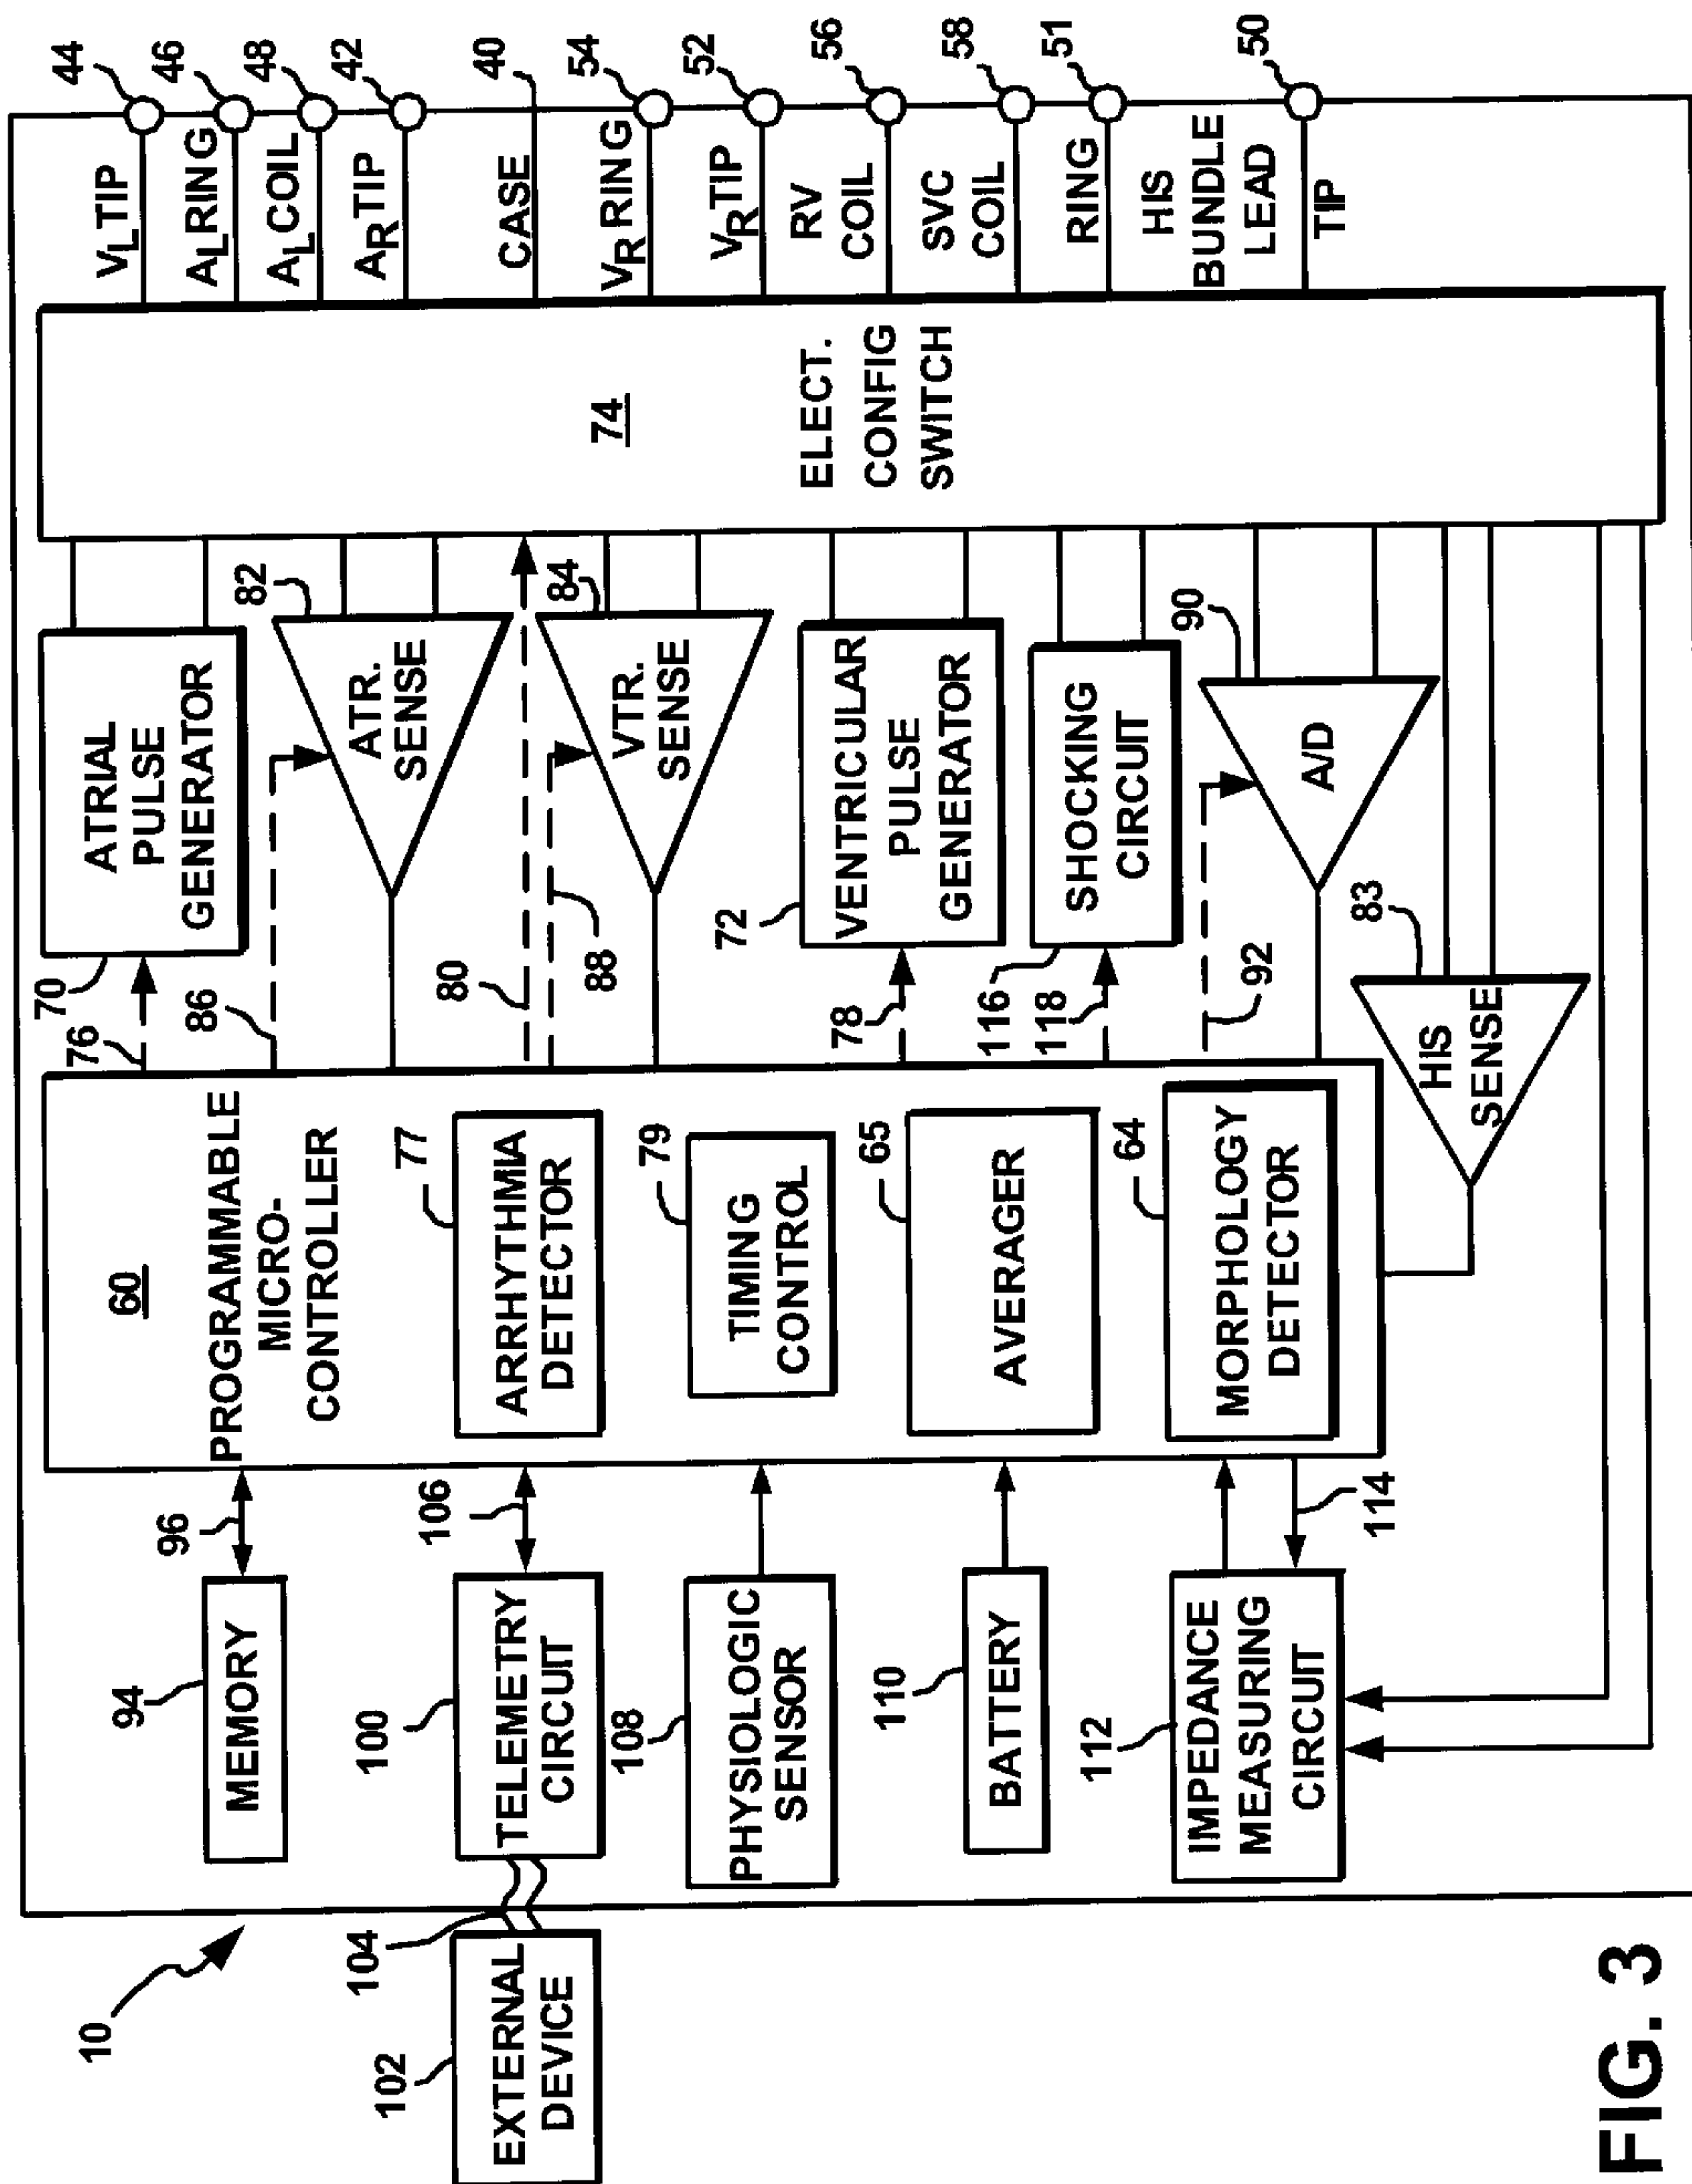 10
102
EXTERNAL
DEVICE
104
94
MEMORY
96
100
TELEMETRY
CIRCUIT
106
108
PHYSIOLOGIC
SENSOR
110
BATTERY
112
IMPEDANCE
MEASURING
CIRCUIT
114
60
PROGRAMMABLE
MICRO-
CONTROLLER
77
ARRHYTHMIA
DETECTOR
79
TIMING
CONTROL
65
AVERAGER
64
MORPHOLOGY
DETECTOR
76
70
ATRIAL
PULSE
GENERATOR
86
82
ATR.
SENSE
80
88
84
VTR.
SENSE
78
72
VENTRICULAR
PULSE
GENERATOR
116
118
SHOCKING
CIRCUIT
92
90
A/D
83
HIS
SENSE
74
ELECT.
CONFIG
SWITCH
VL TIP
44
AL RING
46
AL COIL
48
AR TIP
42
CASE
40
VR RING
54
VR TIP
52
RV
COIL
56
SVC
COIL
58
RING
51
HIS
BUNDLE
LEAD
TIP
50
FIG. 3